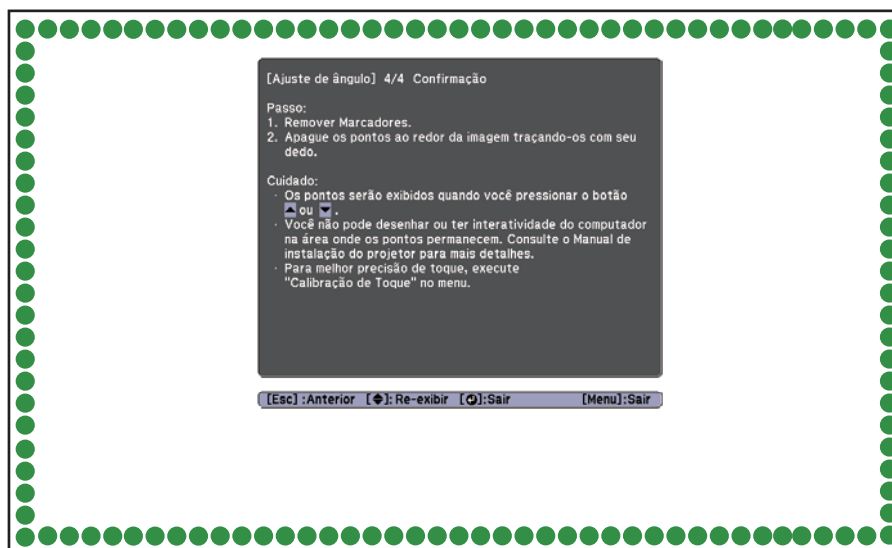 [Ajuste de ângulo] 4/4 Confirmação
Passo:
1. Remover Marcadores.
2. Apague os pontos ao redor da imagem traçando-os com seu
dedo.
Cuidado:
· Os pontos serão exibidos quando você pressionar o botão
▲ ou ▼ .
· Você não pode desenhar ou ter interatividade do computador
na área onde os pontos permanecem. Consulte o Manual de
instalação do projetor para mais detalhes.
· Para melhor precisão de toque, execute
"Calibração de Toque" no menu.
[Esc] :Anterior [◆]: Re-exibir [↵]:Sair [Menu]:Sair